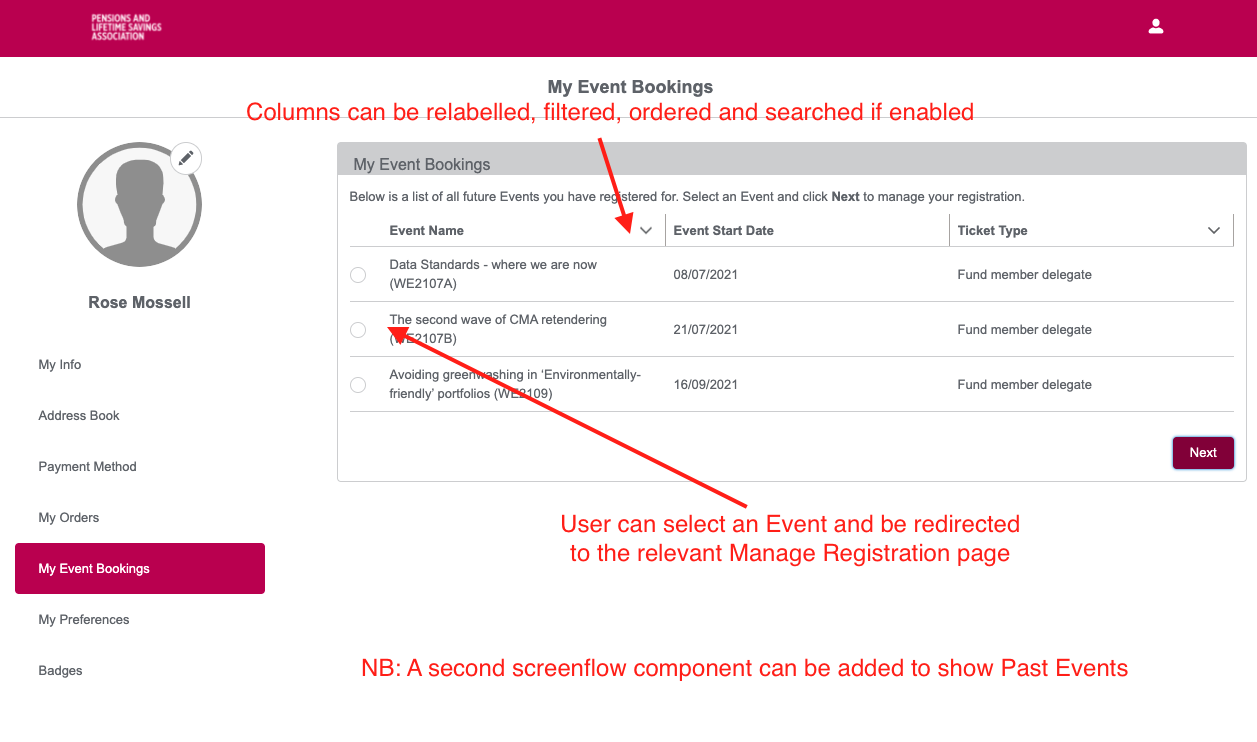 PENSIONS AND
LIFETIME SAVINGS
ASSOCIATION
My Event Bookings
Columns can be relabelled, filtered, ordered and searched if enabled
My Event Bookings
Below is a list of all future Events you have registered for. Select an Event and click Next to manage your registration.
Event Name Event Start Date Ticket Type
Data Standards - where we are now
(WE2107A)
08/07/2021
Fund member delegate
The second wave of CMA retendering
(WE2107B)
21/07/2021
Fund member delegate
Avoiding greenwashing in ‘Environmentally-
friendly’ portfolios (WE2109)
16/09/2021
Fund member delegate
Next
Rose Mossell
My Info
Address Book
Payment Method
My Orders
My Event Bookings
My Preferences
Badges
User can select an Event and be redirected
to the relevant Manage Registration page
NB: A second screenflow component can be added to show Past Events